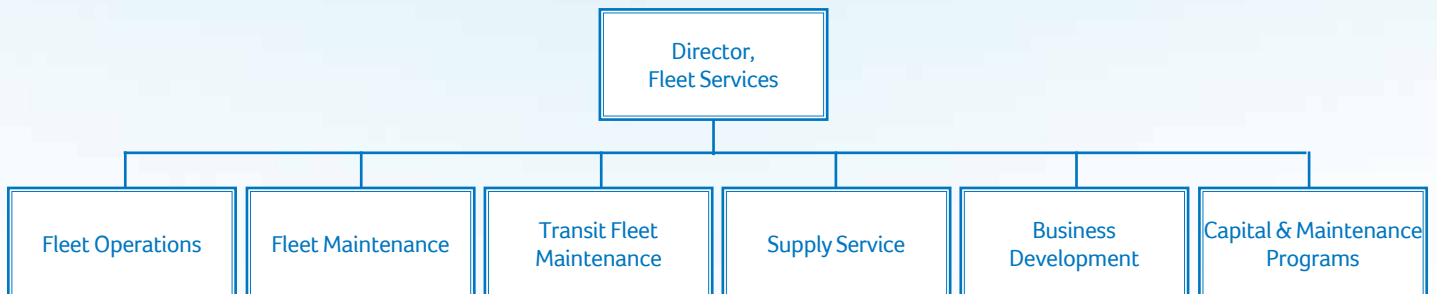 Director,
Fleet Services
Fleet Operations
Fleet Maintenance
Transit Fleet
Maintenance
Supply Service
Business
Development
Capital & Maintenance
Programs